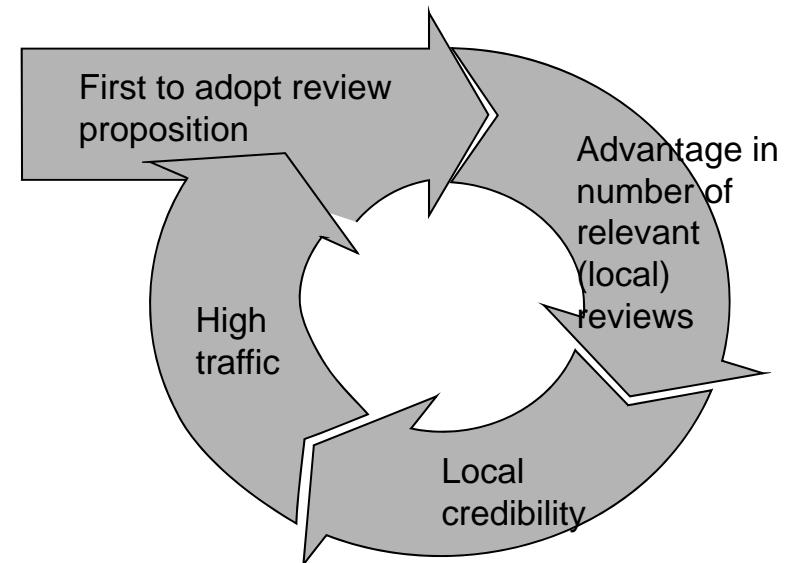 First to adopt review
proposition
Advantage in
number of
relevant
(local)
reviews
Local
credibility
High
traffic